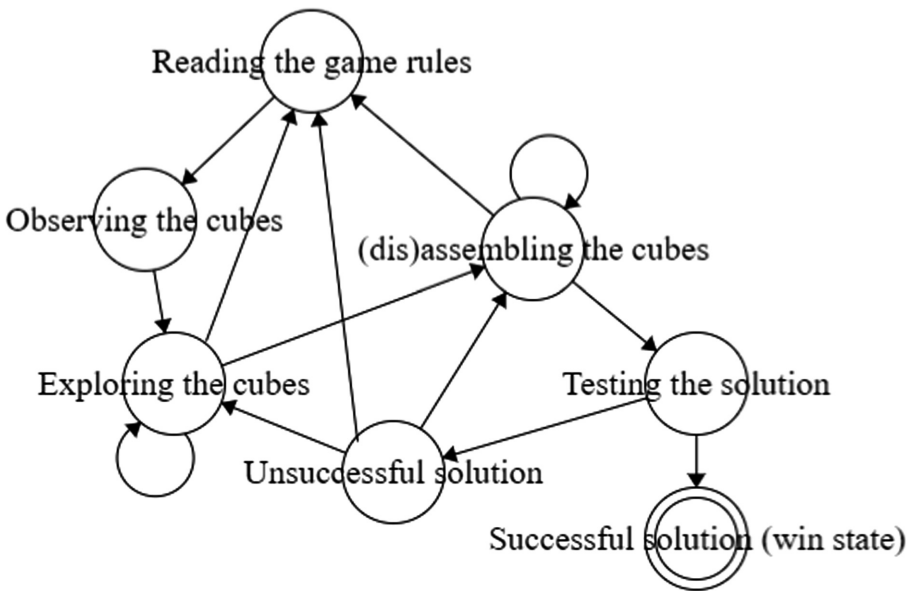 Reading the game rules
Observing the cubes
(dis)assembling the cubes
Exploring the cubes
Testing the solution
Unsuccessful solution
Successful solution (win state)